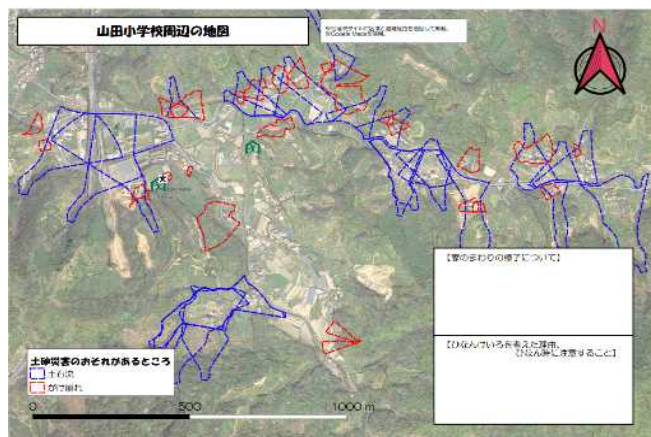 山田小学校周辺の地図
N
【家のまわりの様子について】
【ひなんけいろを考えた理由、
ひなん時に注意すること】
土砂災害のおそれがあるところ
土石流
がけ崩れ
0 500 1000 m